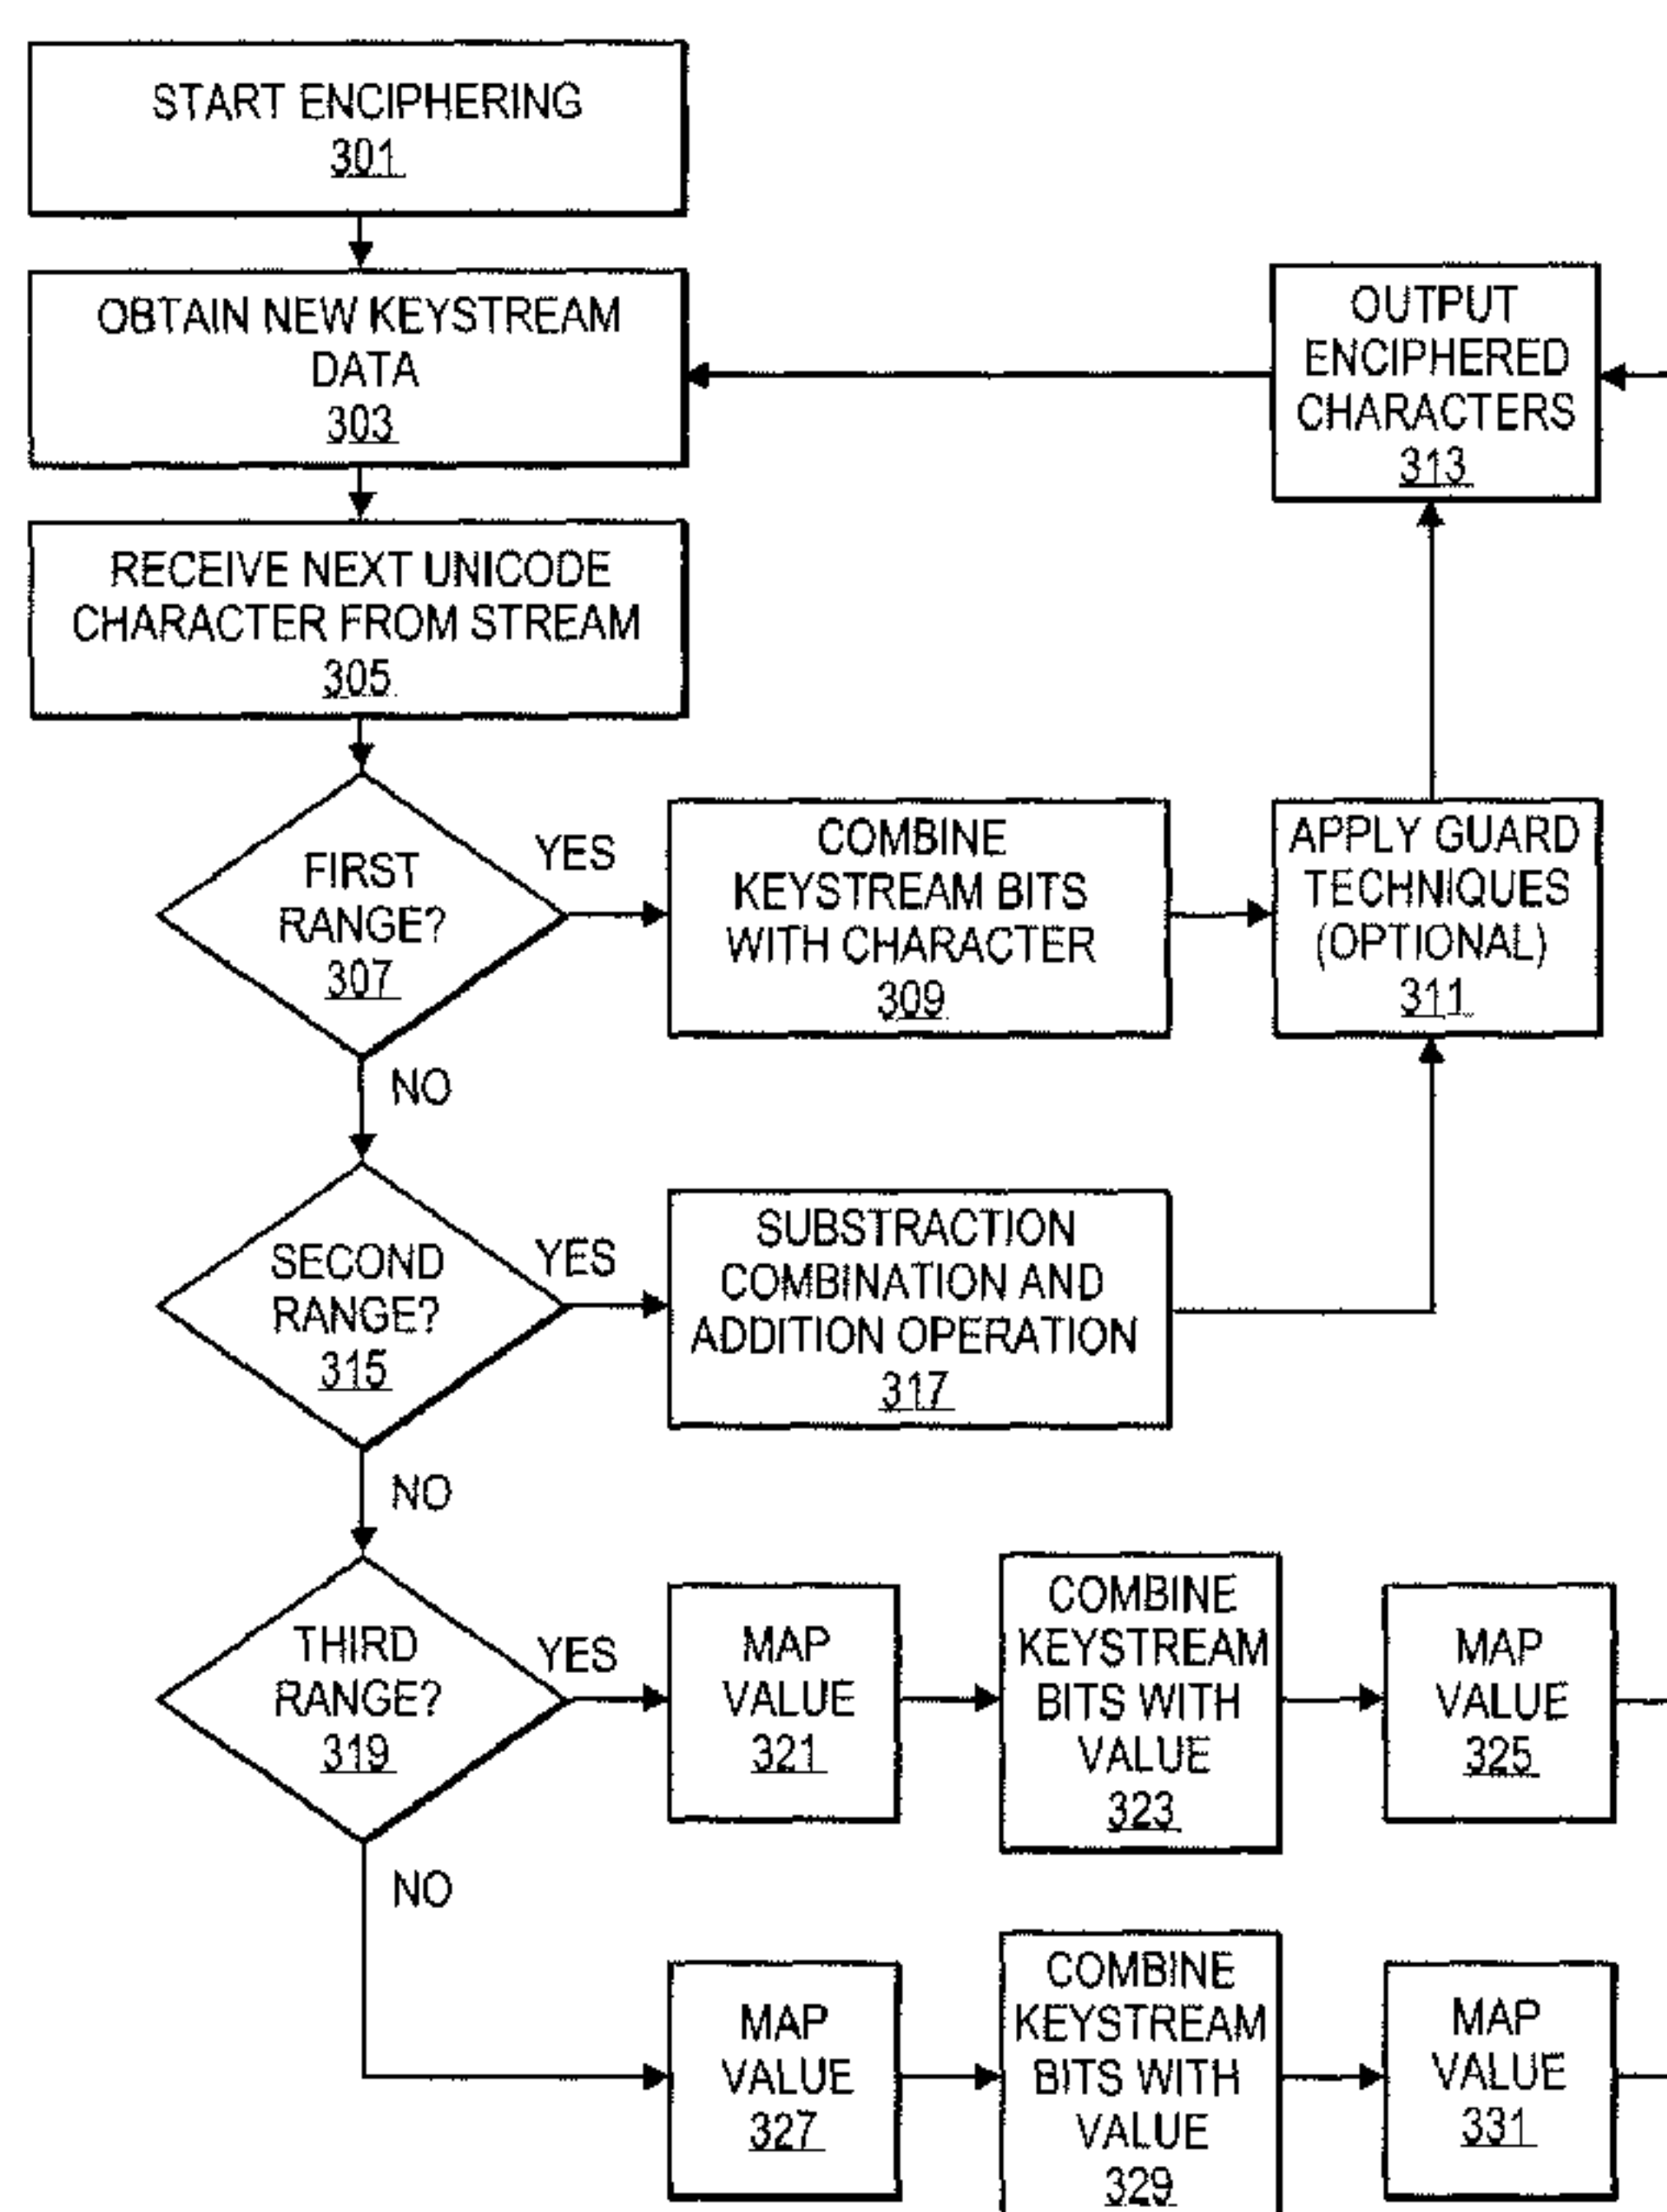 START ENCIPHERING
301
OBTAIN NEW KEYSTREAM
DATA
303
OUTPUT
ENCIPHERED
CHARACTERS
313
RECEIVE NEXT UNICODE
CHARACTER FROM STREAM
305
FIRST
RANGE?
307
YES
NO
COMBINE
KEYSTREAM BITS
WITH CHARACTER
309
APPLY GUARD
TECHNIQUES
(OPTIONAL)
311
SECOND
RANGE?
315
YES
NO
SUBSTRACTION
COMBINATION AND
ADDITION OPERATION
317
THIRD
RANGE?
319
YES
NO
MAP
VALUE
321
COMBINE
KEYSTREAM
BITS WITH
VALUE
323
MAP
VALUE
325
MAP
VALUE
327
COMBINE
KEYSTREAM
BITS WITH
VALUE
329
MAP
VALUE
331